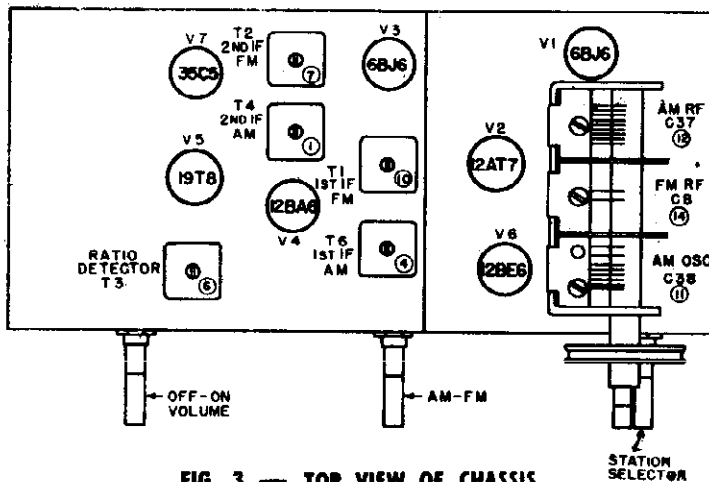 V7
35C5
T2
2ND IF
FM
7
V3
6BJ6
V1
6BJ6
T4
2ND IF
AM
1
AM RF
C37
12
V5
19T8
12BA6
V4
T1
1ST IF
FM
10
V2
12AT7
FM RF
C8
14
RATIO
DETECTOR
T3
6
T6
1ST IF
AM
4
V6
12BE6
AM OSC
C38
11
OFF-ON
VOLUME
AM-FM
STATION
SELECTOR
FIG. 3 — TOP VIEW OF CHASSIS